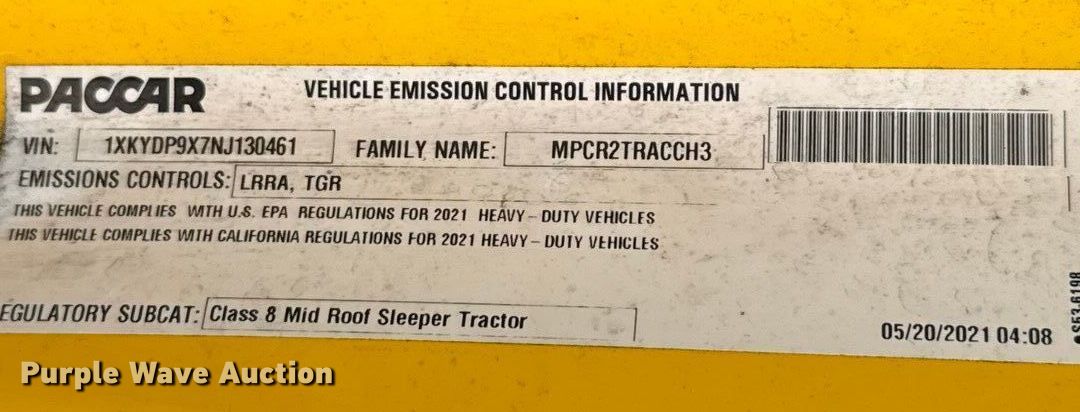 PACCAR
VEHICLE EMISSION CONTROL INFORMATION
VIN: 1XKYDP9X7NJ130461 FAMILY NAME: MPCR2TRACCH3
EMISSIONS CONTROLS: LRRA, TGR
THIS VEHICLE COMPLIES WITH U.S. EPA REGULATIONS FOR 2021 HEAVY-DUTY VEHICLES
THIS VEHICLE COMPLIES WITH CALIFORNIA REGULATIONS FOR 2021 HEAVY-DUTY VEHICLES
EGULATORY SUBCAT: Class 8 Mid Roof Sleeper Tractor
05/20/2021 04:08
S53-6198
Purple Wave Auction